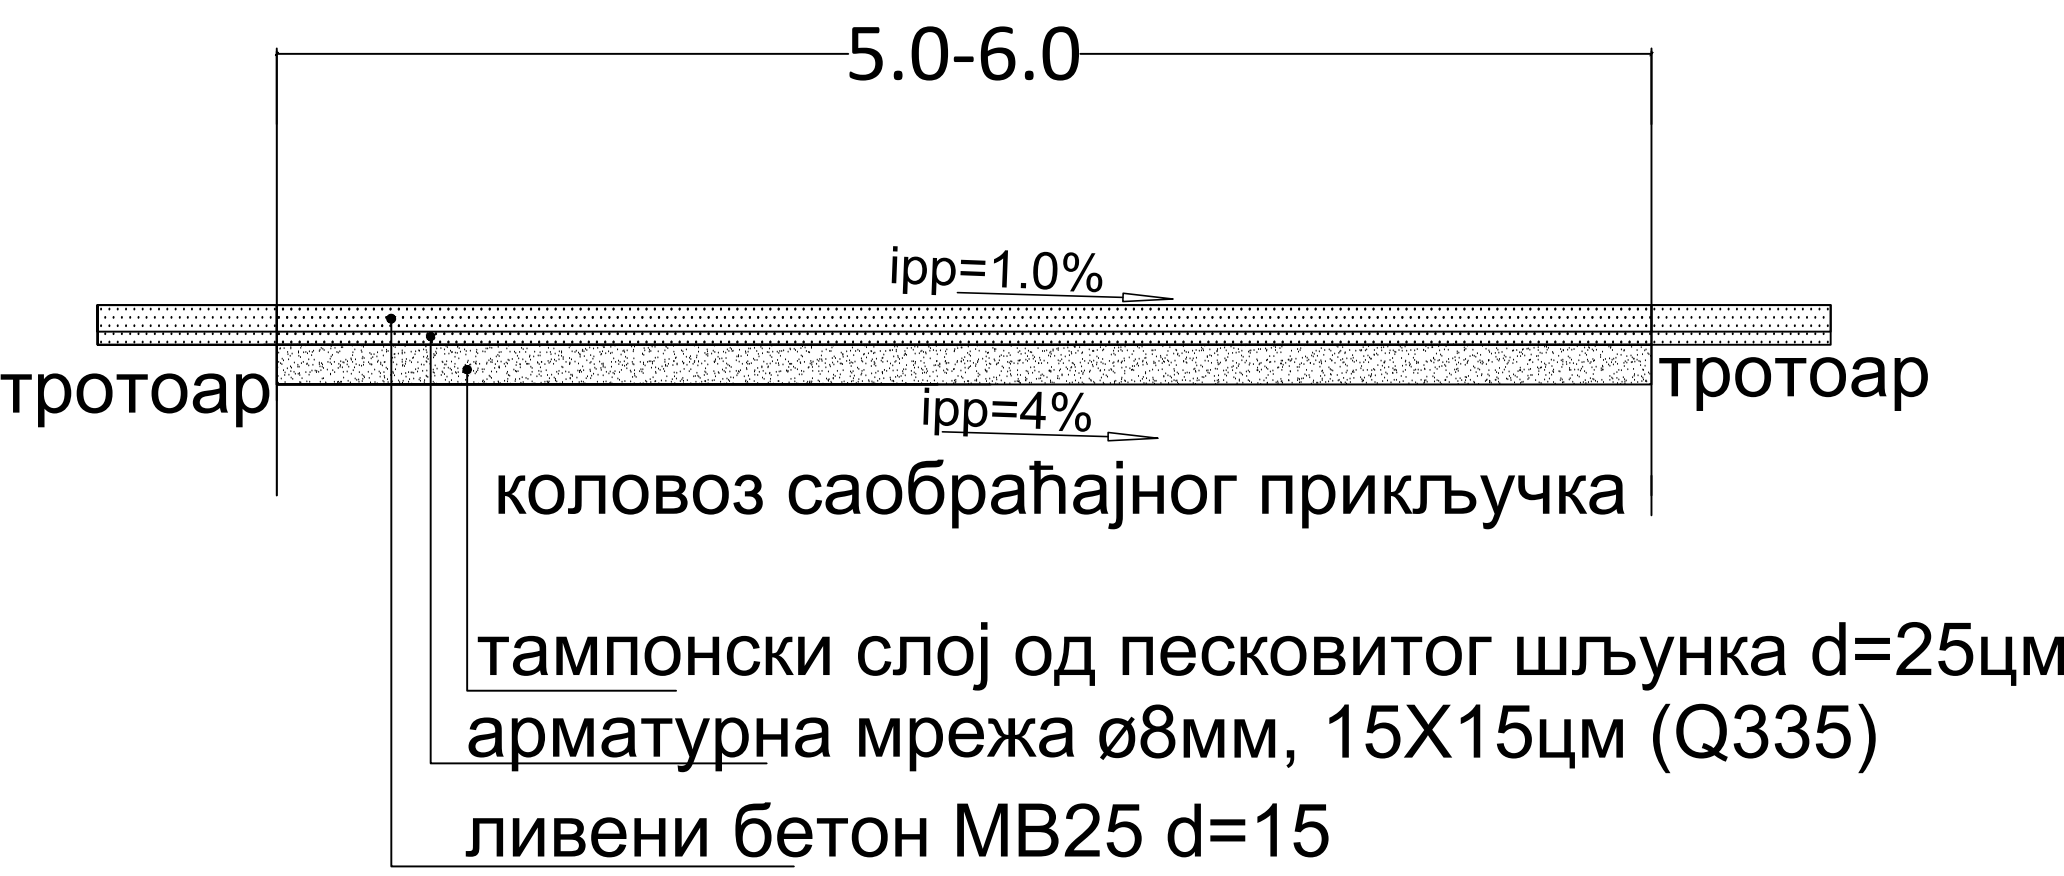 5.0-6.0
ipp=1.0%
тротоар
тротоар
ipp=4%
коловоз саобраћајног прикључка
тампонски слој од песковитог шљунка d=25цм
арматурна мрежа ø8мм, 15X15цм (Q335)
ливени бетон МВ25 d=15